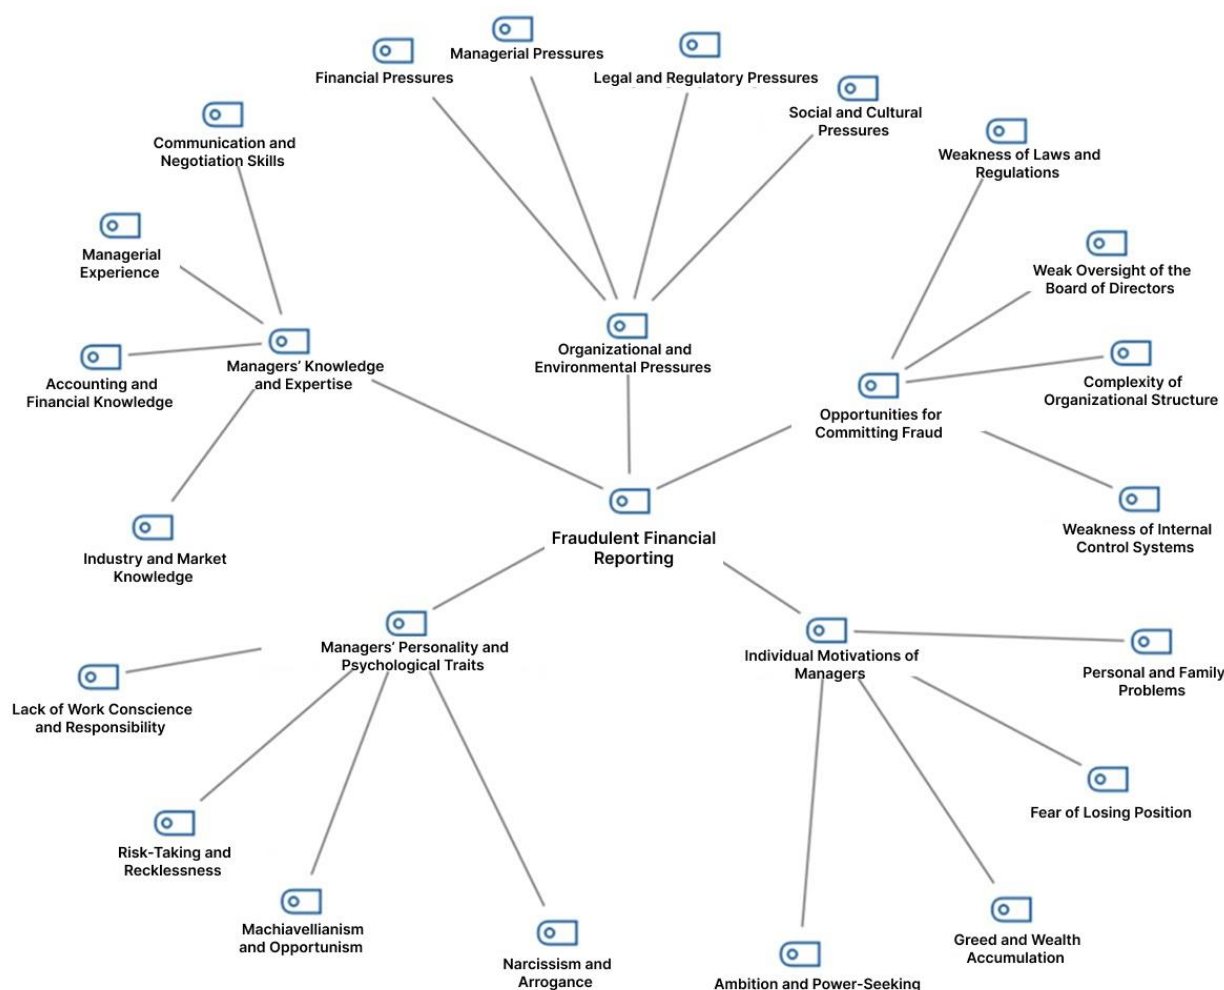 Managerial Pressures
Financial Pressures
Legal and Regulatory Pressures
Social and Cultural
Pressures
Communication and
Negotiation Skills
Weakness of Laws and
Regulations
Managerial
Experience
Weak Oversight of the
Board of Directors
Managers' Knowledge
and Expertise
Organizational and
Environmental Pressures
Accounting and
Financial Knowledge
Complexity of
Organizational Structure
Opportunities for
Committing Fraud
Fraudulent Financial
Reporting
Industry and Market
Knowledge
Weakness of Internal
Control Systems
Managers' Personality and
Psychological Traits
Individual Motivations of
Managers
Personal and Family
Problems
Lack of Work Conscience
and Responsibility
Fear of Losing Position
Risk-Taking and
Recklessness
Machiavellianism
and Opportunism
Greed and Wealth
Accumulation
Narcissism and
Arrogance
Ambition and Power-Seeking